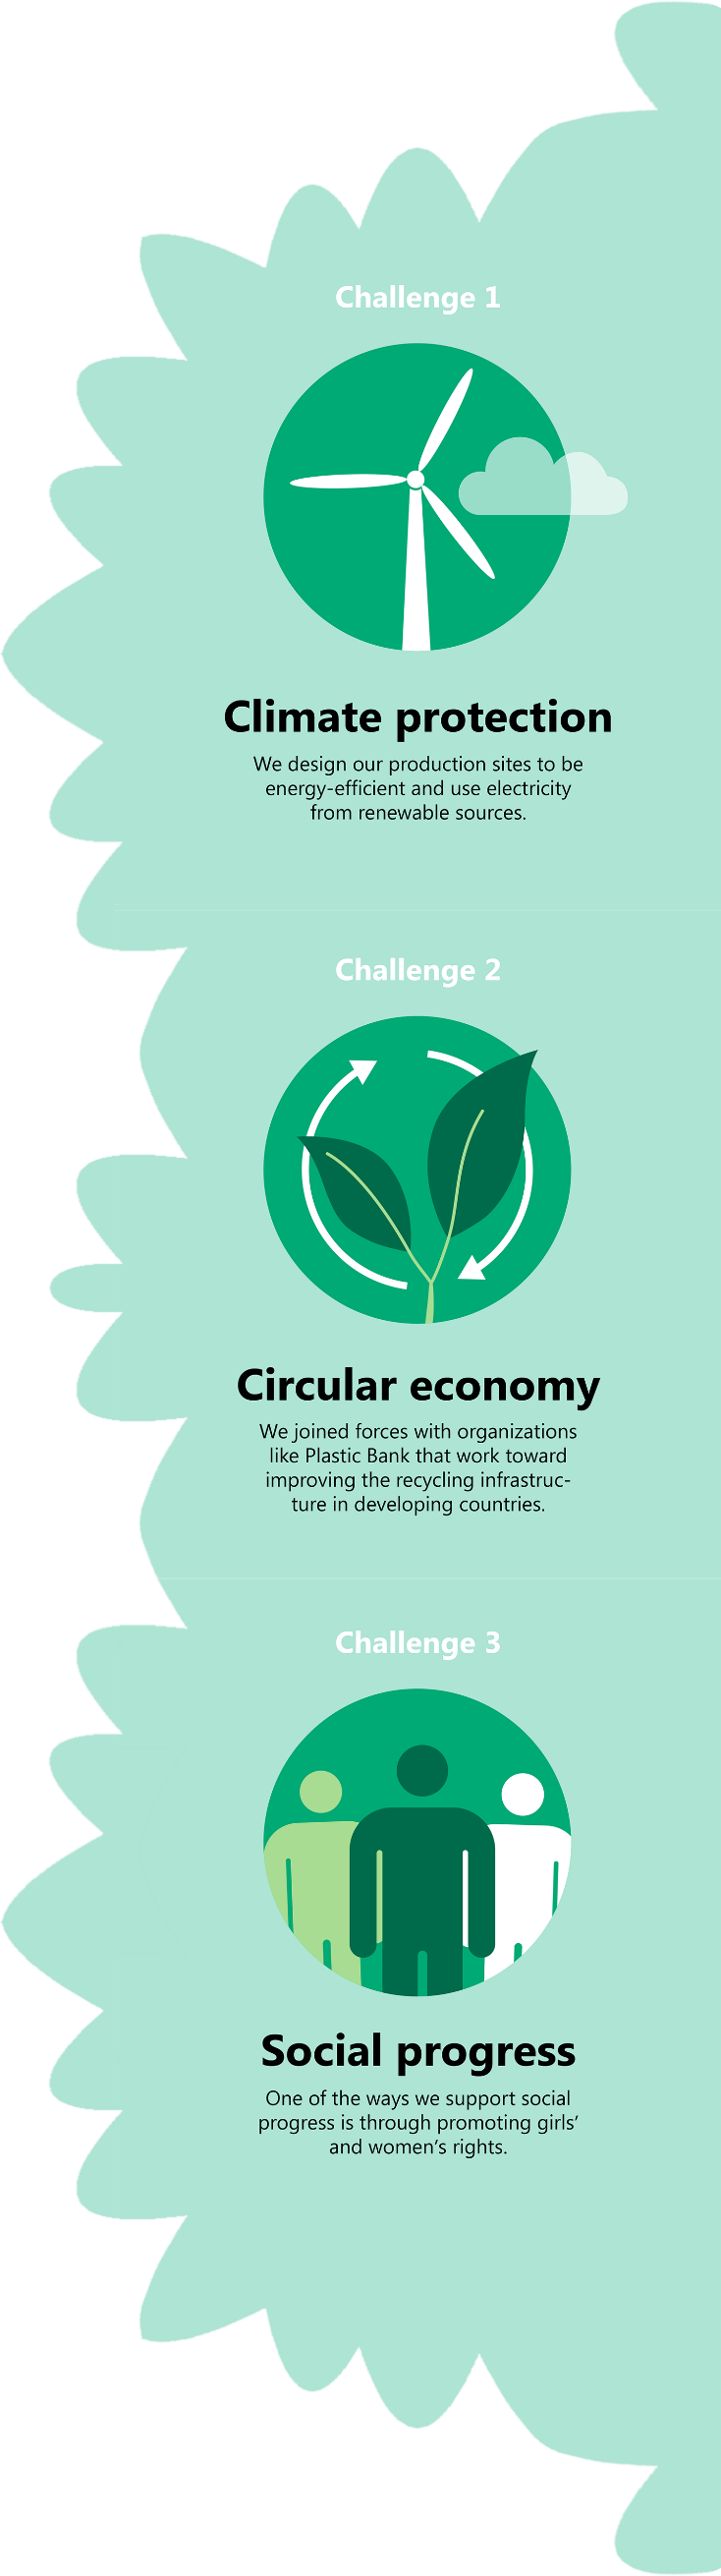 Challenge 1
Climate protection
We design our production sites to be
energy-efficient and use electricity
from renewable sources.
Challenge 2
Circular economy
We joined forces with organizations
like Plastic Bank that work toward
improving the recycling infrastruc-
ture in developing countries.
Challenge 3
Social progress
One of the ways we support social
progress is through promoting girls’
and women’s rights.